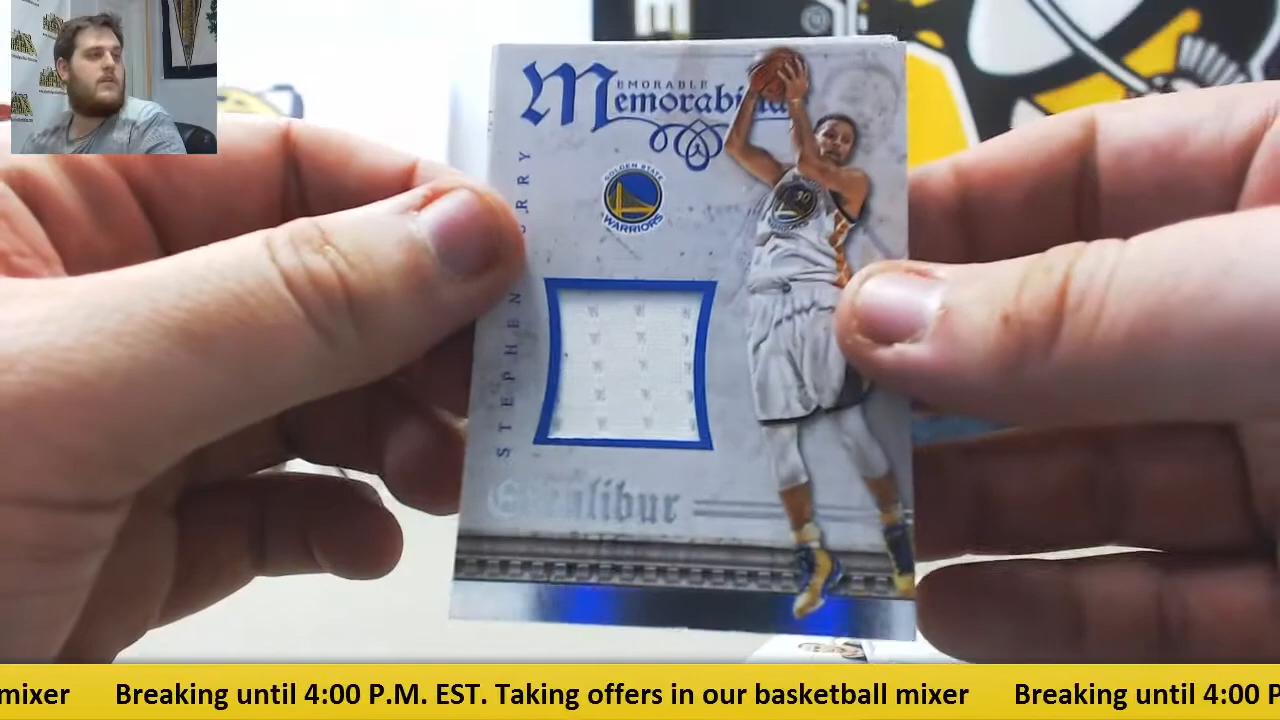 MEMORABLE
Memorabilia
GOLDEN STATE
WARRIORS
30
STEPHEN
Excalibur
mixer Breaking until 4:00 P.M. EST. Taking offers in our basketball mixer Breaking until 4:00 P